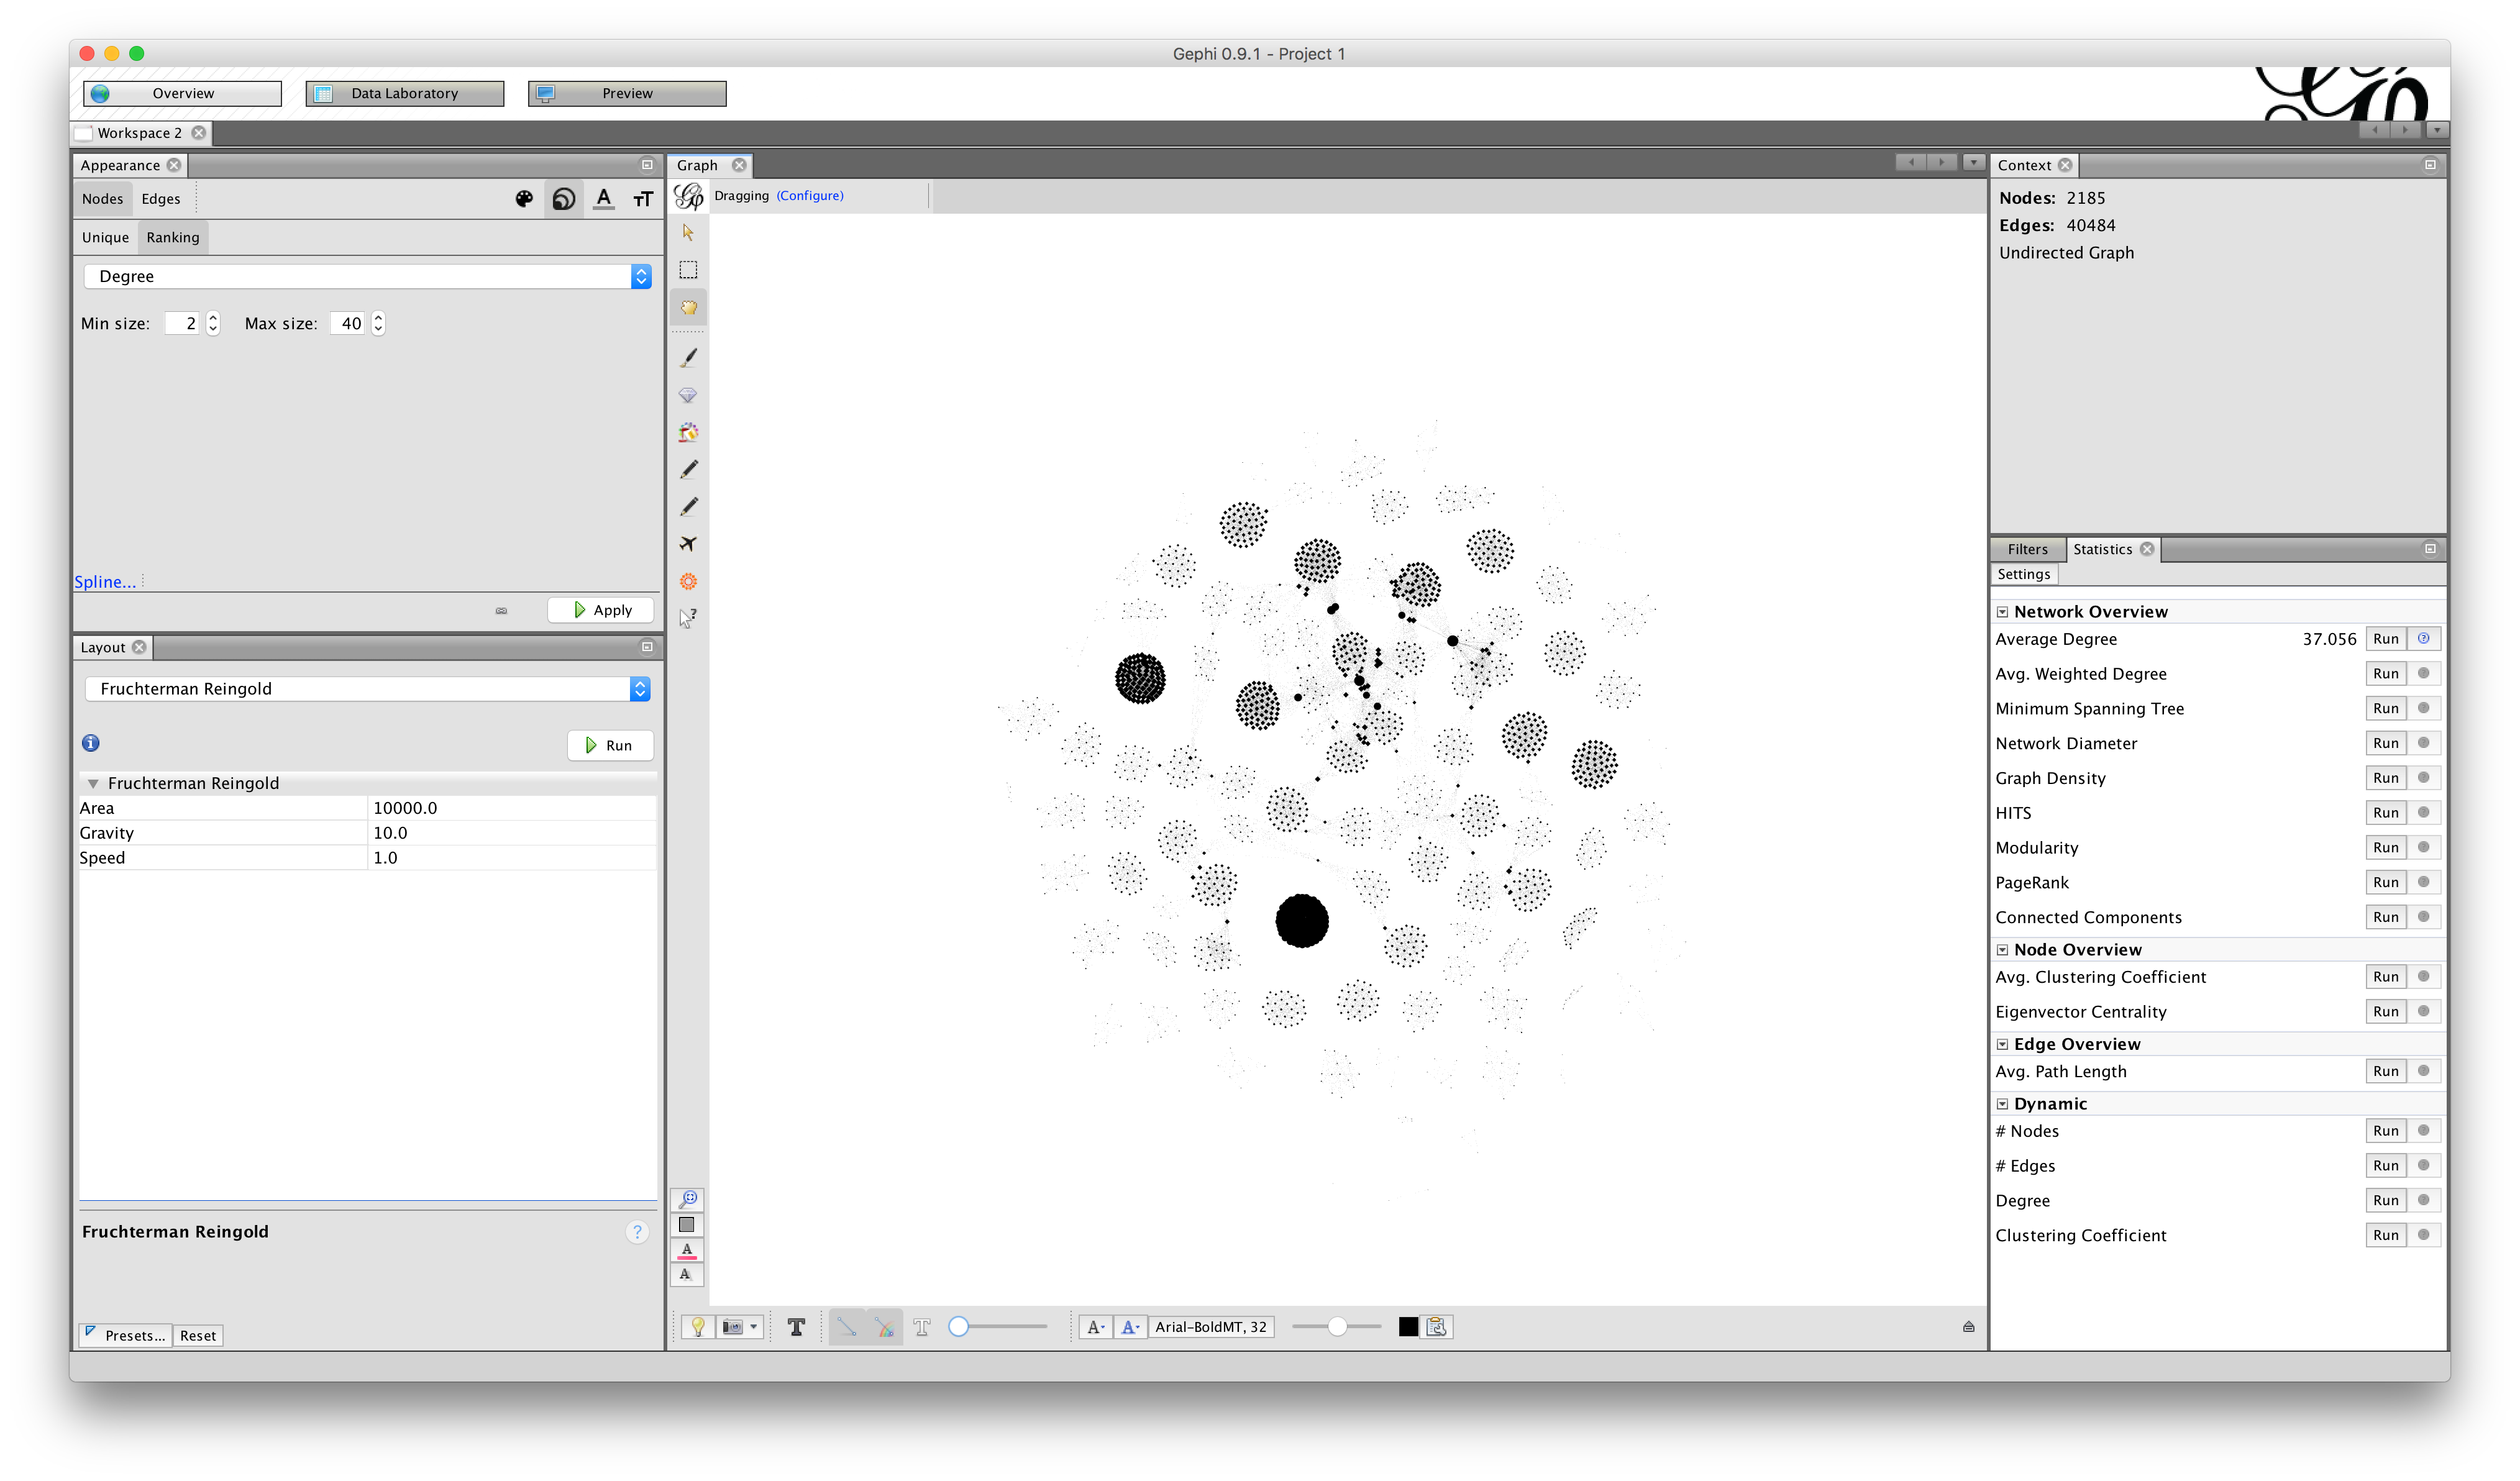 Gephi 0.9.1 - Project 1
Overview
Data Laboratory
Preview
Workspace 2
Appearance
Nodes
Edges
Unique
Ranking
Degree
Min size: 2
Max size: 40
Spline...
Apply
Layout
Fruchterman Reingold
Run
Fruchterman Reingold
Area 10000.0
Gravity 10.0
Speed 1.0
Fruchterman Reingold
Presets...
Reset
Graph
Dragging (Configure)
Arial-BoldMT, 32
Context
Nodes: 2185
Edges: 40484
Undirected Graph
Filters
Statistics
Settings
Network Overview
Average Degree 37.056 Run
Avg. Weighted Degree Run
Minimum Spanning Tree Run
Network Diameter Run
Graph Density Run
HITS Run
Modularity Run
PageRank Run
Connected Components Run
Node Overview
Avg. Clustering Coefficient Run
Eigenvector Centrality Run
Edge Overview
Avg. Path Length Run
Dynamic
# Nodes Run
# Edges Run
Degree Run
Clustering Coefficient Run